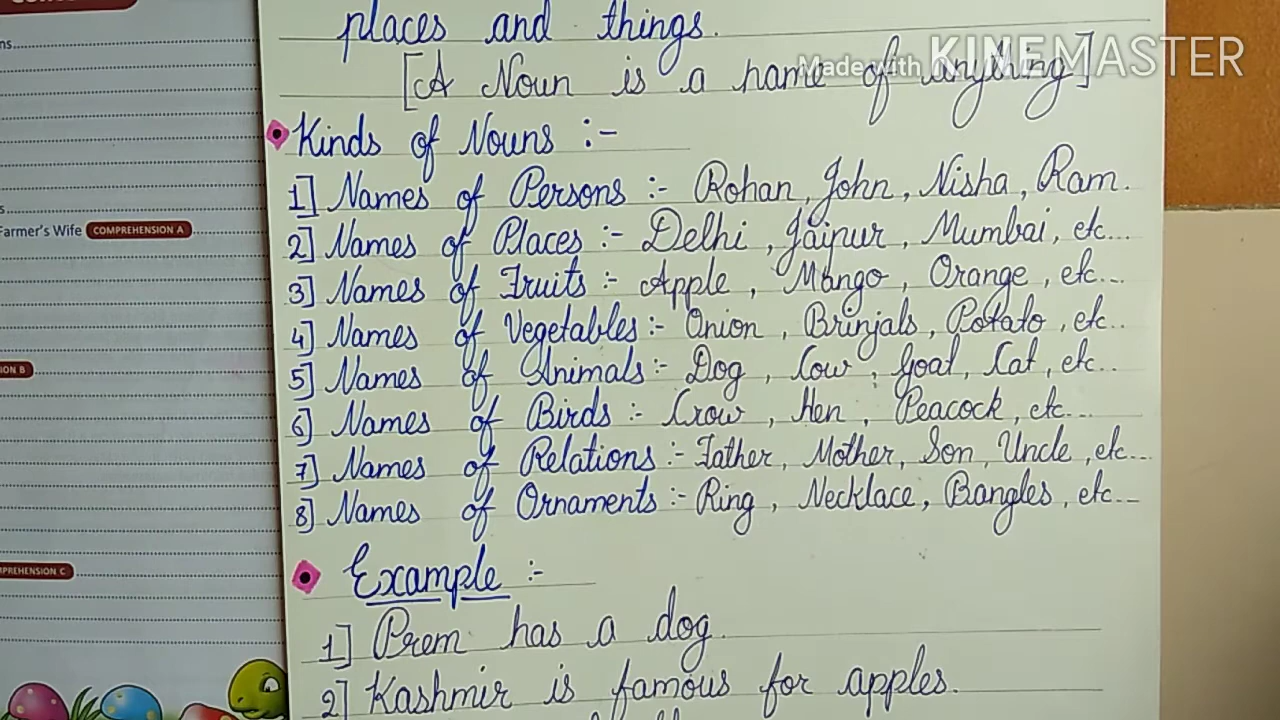 places and things.
Made with KINEMASTER
[A Noun is a name of anything]
Kinds of Nouns :-
1] Names of Persons :- Rohan, John, Nisha, Ram.
2] Names of Places :- Delhi, Jaipur, Mumbai, etc...
3] Names of Fruits :- Apple, Mango, Orange, etc...
4] Names of Vegetables :- Onion, Brinjals, Potato, etc..
5] Names of Animals :- Dog, Cow, Goat, Cat, etc..
6] Names of Birds :- Crow, Hen, Peacock, etc...
7] Names of Relations :- Father, Mother, Son, Uncle, etc...
8] Names of Ornaments :- Ring, Necklace, Bangles, etc...
Example :-
1] Prem has a dog.
2] Kashmir is famous for apples.
Farmer's Wife COMPREHENSION A
ION B
PREHENSION C